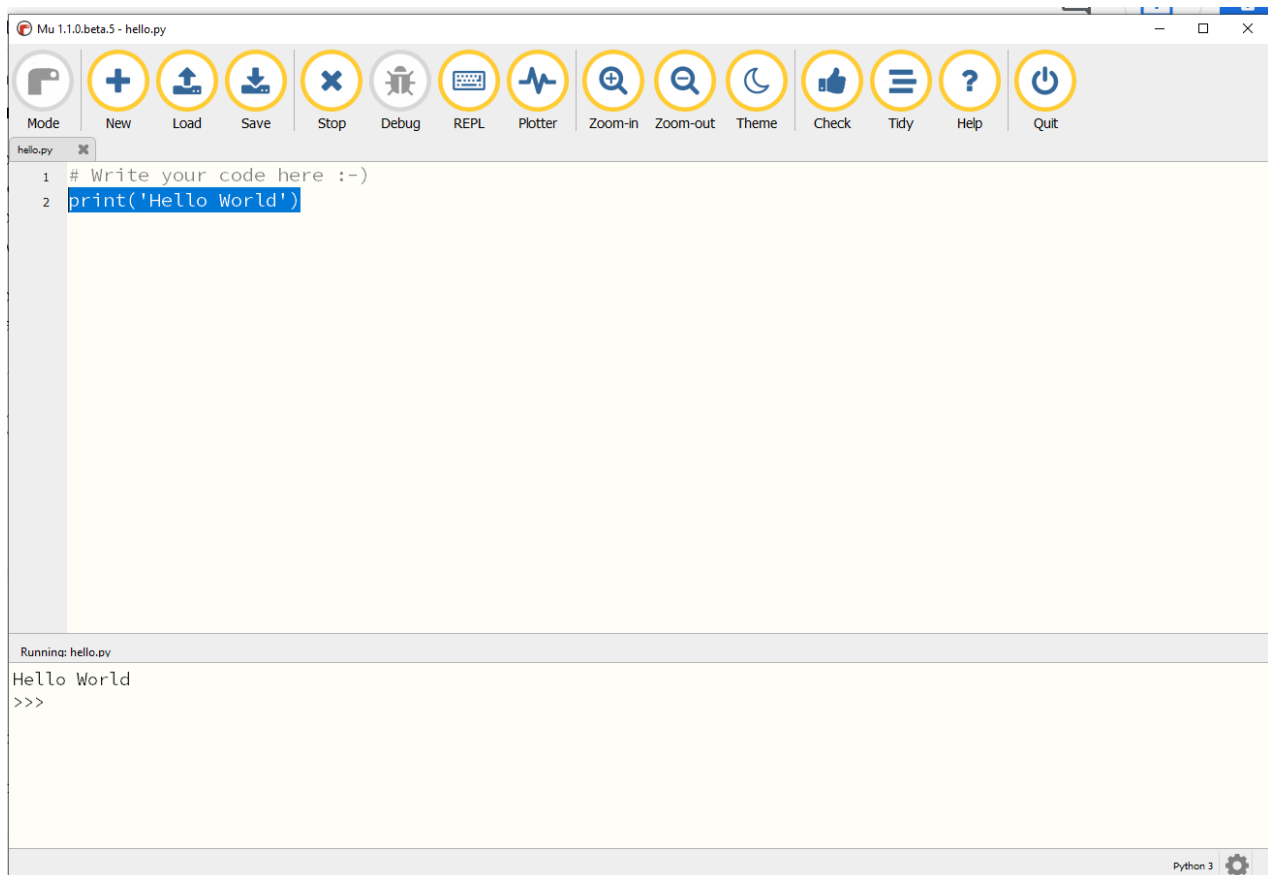 Mu 1.1.0.beta.5 - hello.py
Mode New Load Save Stop Debug REPL Plotter Zoom-in Zoom-out Theme Check Tidy Help Quit
hello.py
1 # Write your code here :-)
2 print('Hello World')
Running: hello.py
Hello World
>>>
Python 3